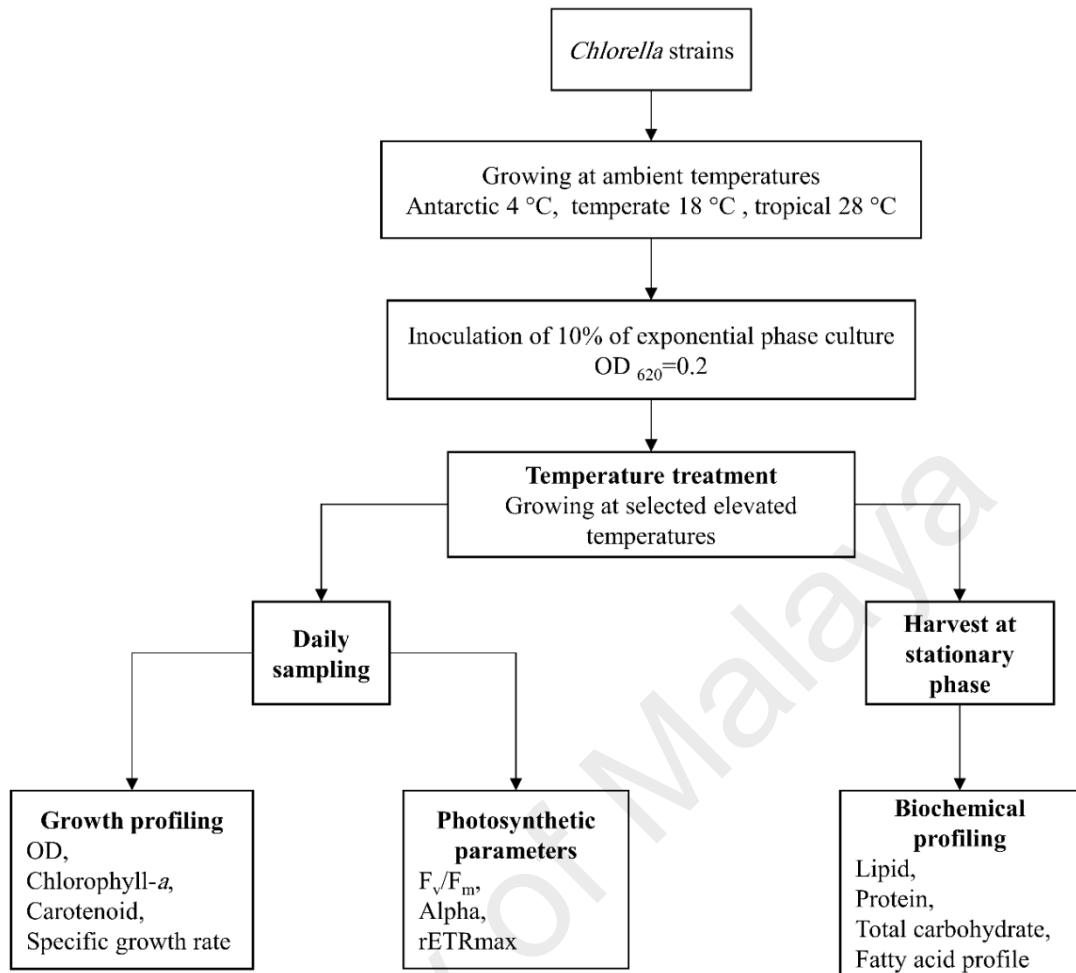 Chlorella strains
Growing at ambient temperatures
Antarctic 4 °C, temperate 18 °C , tropical 28 °C
Inoculation of 10% of exponential phase culture
OD 620=0.2
Temperature treatment
Growing at selected elevated
temperatures
Daily
sampling
Harvest at
stationary
phase
Growth profiling
OD,
Chlorophyll-a,
Carotenoid,
Specific growth rate
Photosynthetic
parameters
Fv/Fm,
Alpha,
rETRmax
Biochemical
profiling
Lipid,
Protein,
Total carbohydrate,
Fatty acid profile
of Malaya